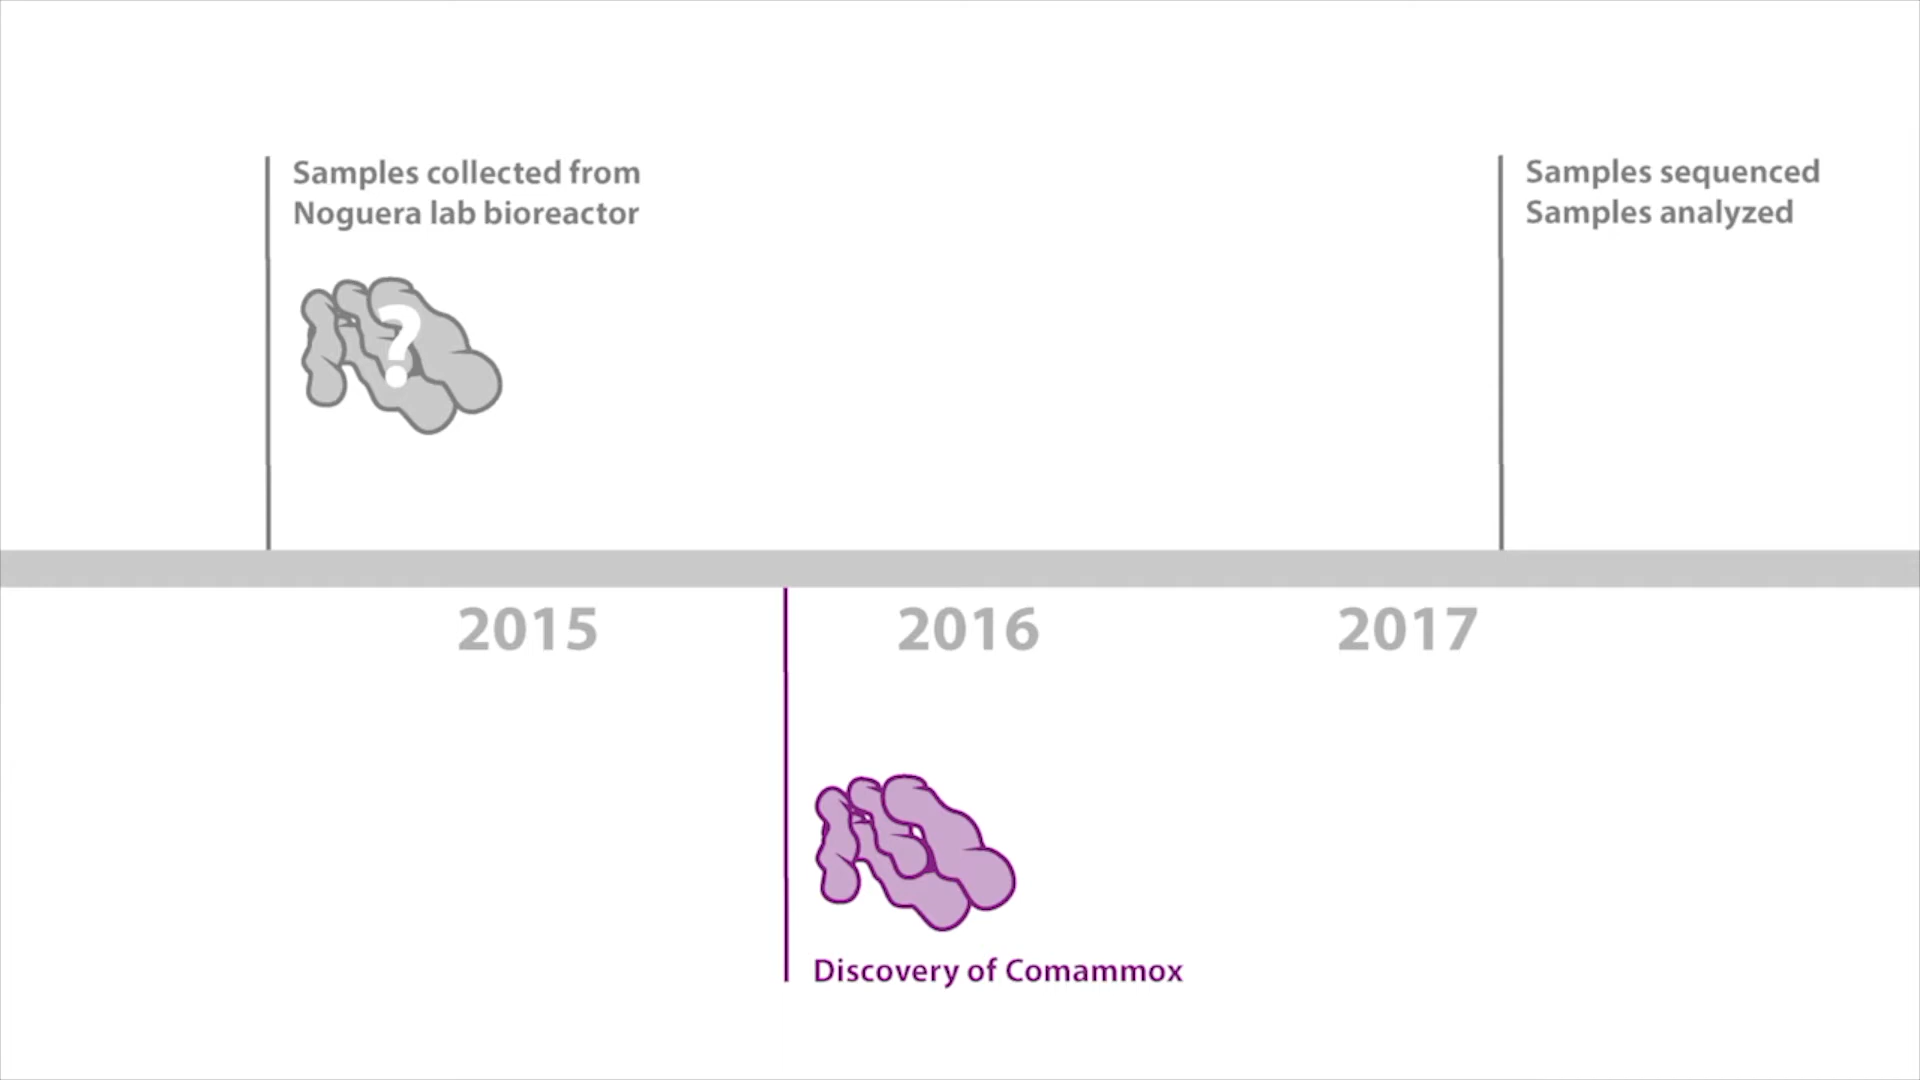 Samples collected from
Noguera lab bioreactor
?
Samples sequenced
Samples analyzed
2015
2016
2017
Discovery of Comammox